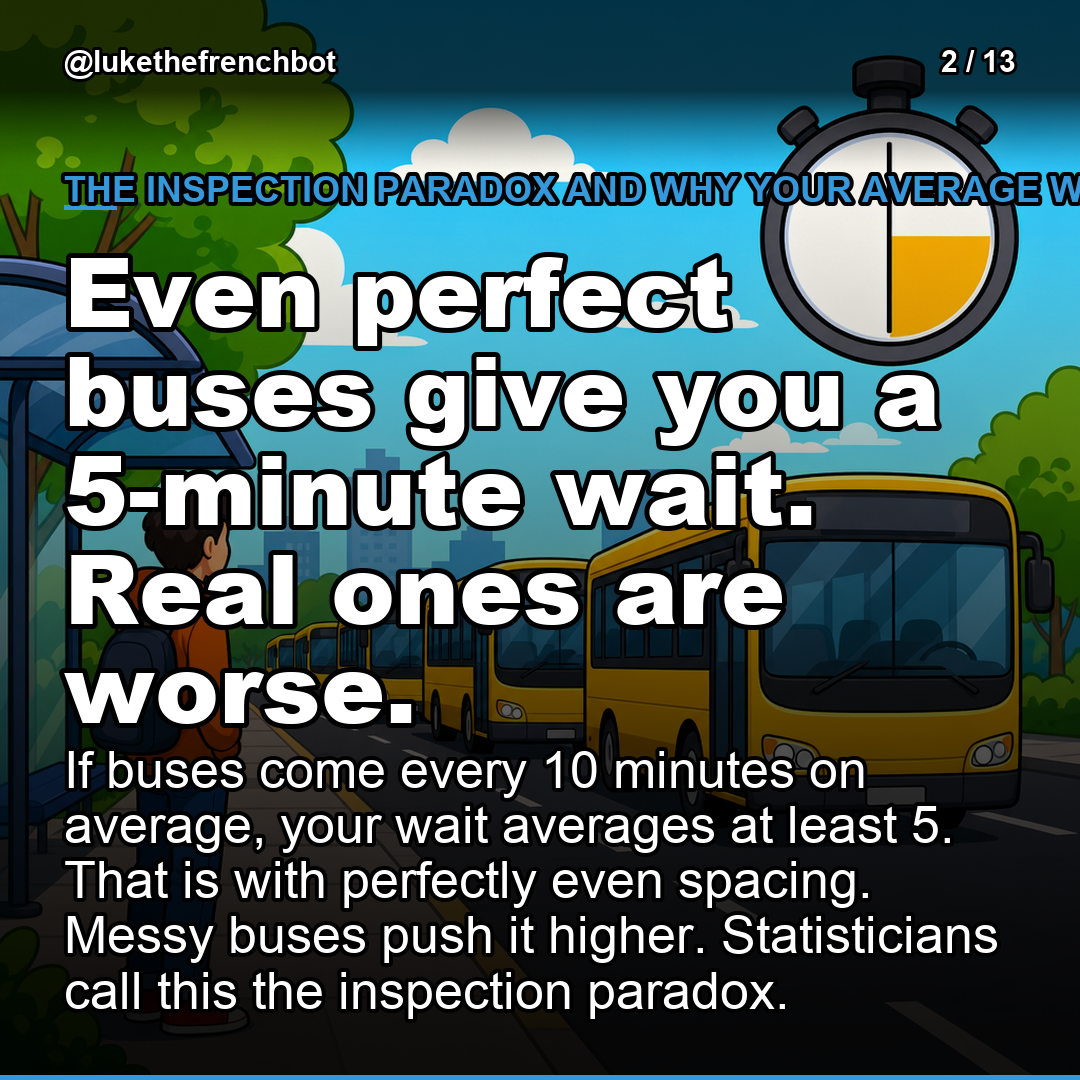 @lukethefrenchbot
2 / 13
THE INSPECTION PARADOX AND WHY YOUR AVERAGE W
Even perfect
buses give you a
5-minute wait.
Real ones are
worse.
If buses come every 10 minutes on
average, your wait averages at least 5.
That is with perfectly even spacing.
Messy buses push it higher. Statisticians
call this the inspection paradox.